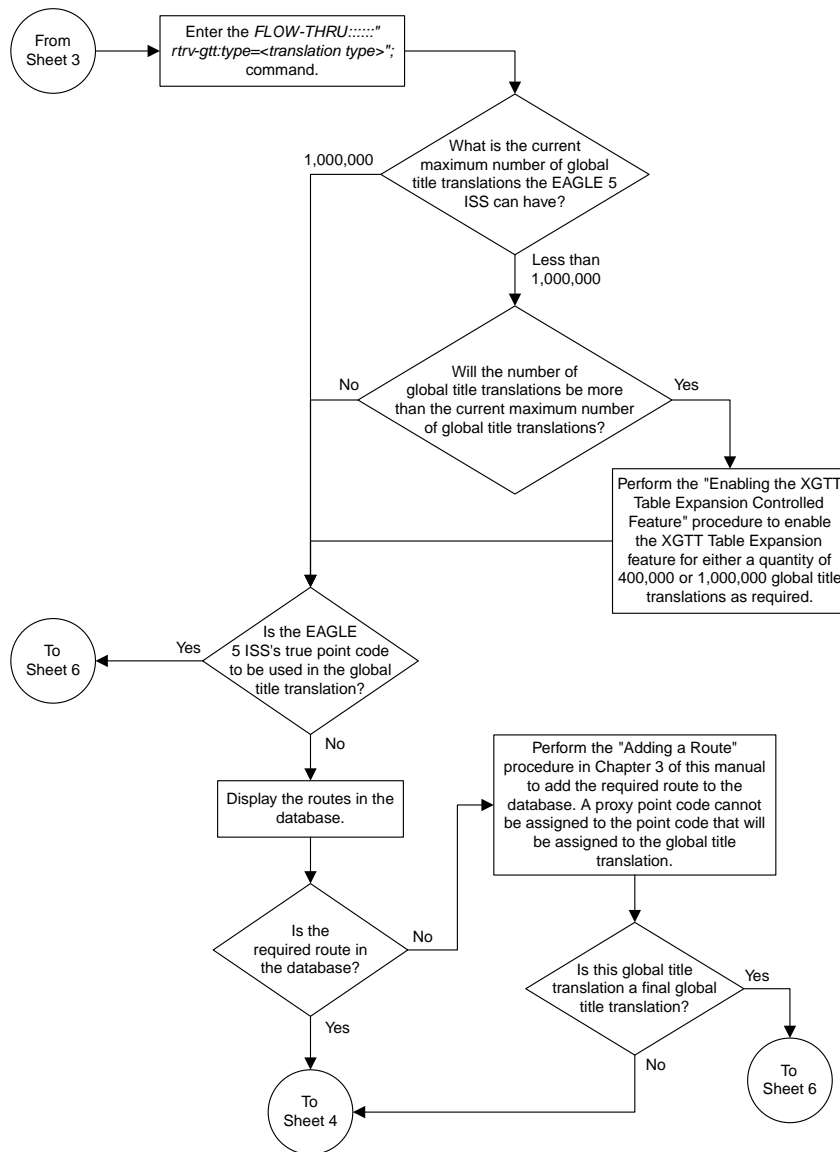 From
Sheet 3
Enter the FLOW-THRU::::::"
rtrv-gtt:type=<translation type>";
command.
What is the current
maximum number of global
title translations the EAGLE 5
ISS can have?
1,000,000
Less than
1,000,000
Will the number of
global title translations be more
than the current maximum number
of global title translations?
No
Yes
Perform the "Enabling the XGTT
Table Expansion Controlled
Feature" procedure to enable
the XGTT Table Expansion
feature for either a quantity of
400,000 or 1,000,000 global title
translations as required.
Is the EAGLE
5 ISS's true point code
to be used in the global
title translation?
Yes
To
Sheet 6
No
Display the routes in the
database.
Perform the "Adding a Route"
procedure in Chapter 3 of this manual
to add the required route to the
database. A proxy point code cannot
be assigned to the point code that will
be assigned to the global title
translation.
Is the
required route in
the database?
No
Yes
Is this global title
translation a final global
title translation?
Yes
No
To
Sheet 4
To
Sheet 6